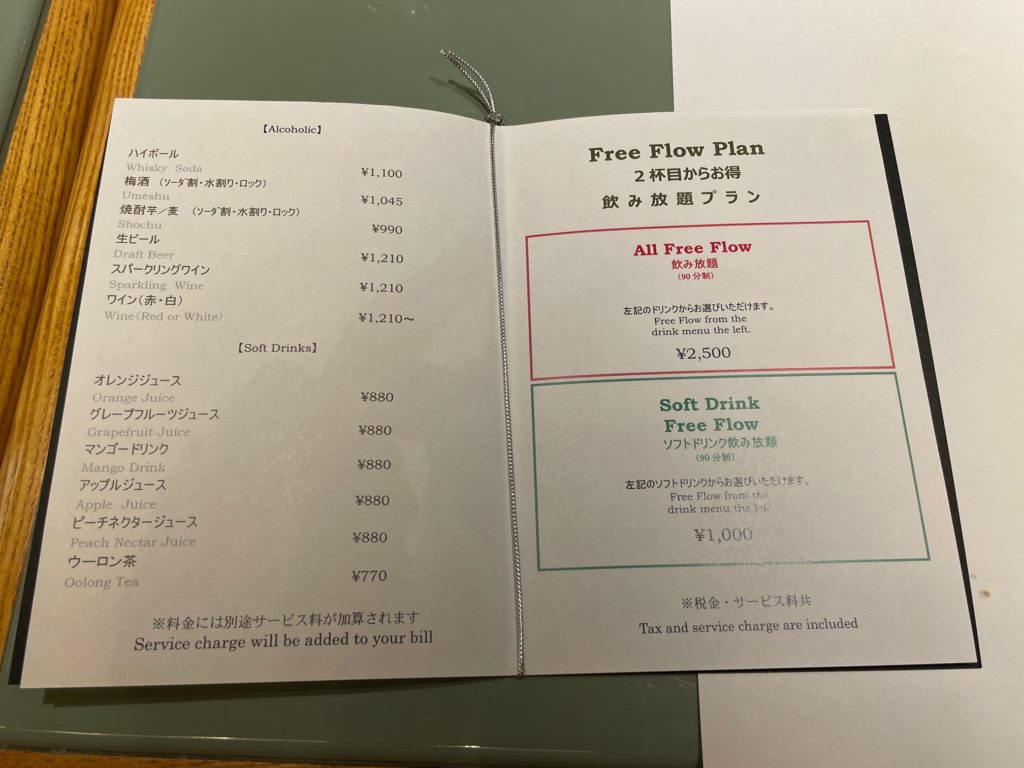 【Alcoholic】
ハイボール
Whisky Soda ¥1,100
梅酒 (ソーダ割・水割り・ロック)
Umeshu ¥1,045
焼酎芋／麦 (ソーダ割・水割り・ロック)
Shochu ¥990
生ビール
Draft Beer ¥1,210
スパークリングワイン
Sparkling Wine ¥1,210
ワイン(赤・白)
Wine(Red or White) ¥1,210～
【Soft Drinks】
オレンジジュース
Orange Juice ¥880
グレープフルーツジュース
Grapefruit Juice ¥880
マンゴードリンク
Mango Drink ¥880
アップルジュース
Apple Juice ¥880
ピーチネクタージュース
Peach Nectar Juice ¥880
ウーロン茶
Oolong Tea ¥770
※料金には別途サービス料が加算されます
Service charge will be added to your bill
Free Flow Plan
2杯目からお得
飲み放題プラン
All Free Flow
飲み放題
(90分制)
左記のドリンクからお選びいただけます。
Free Flow from the
drink menu the left.
¥2,500
Soft Drink
Free Flow
ソフトドリンク飲み放題
(90分制)
左記のソフトドリンクからお選びいただけます。
Free Flow from the
drink menu the left.
¥1,000
※税金・サービス料共
Tax and service charge are included